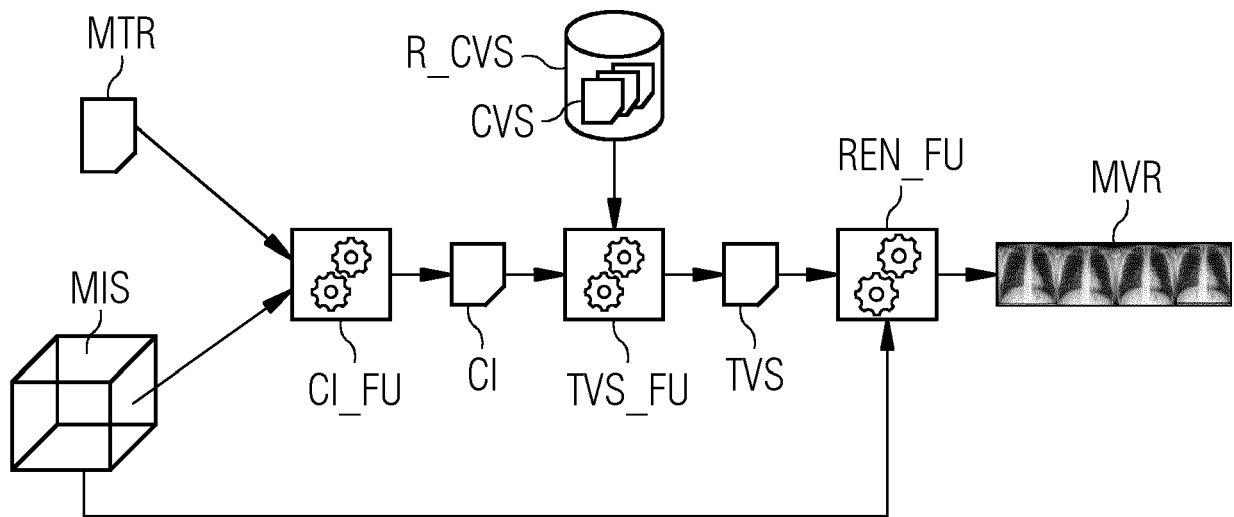 MTR
R_CVS
CVS
REN_FU
MVR
MIS
CI_FU
CI
TVS_FU
TVS